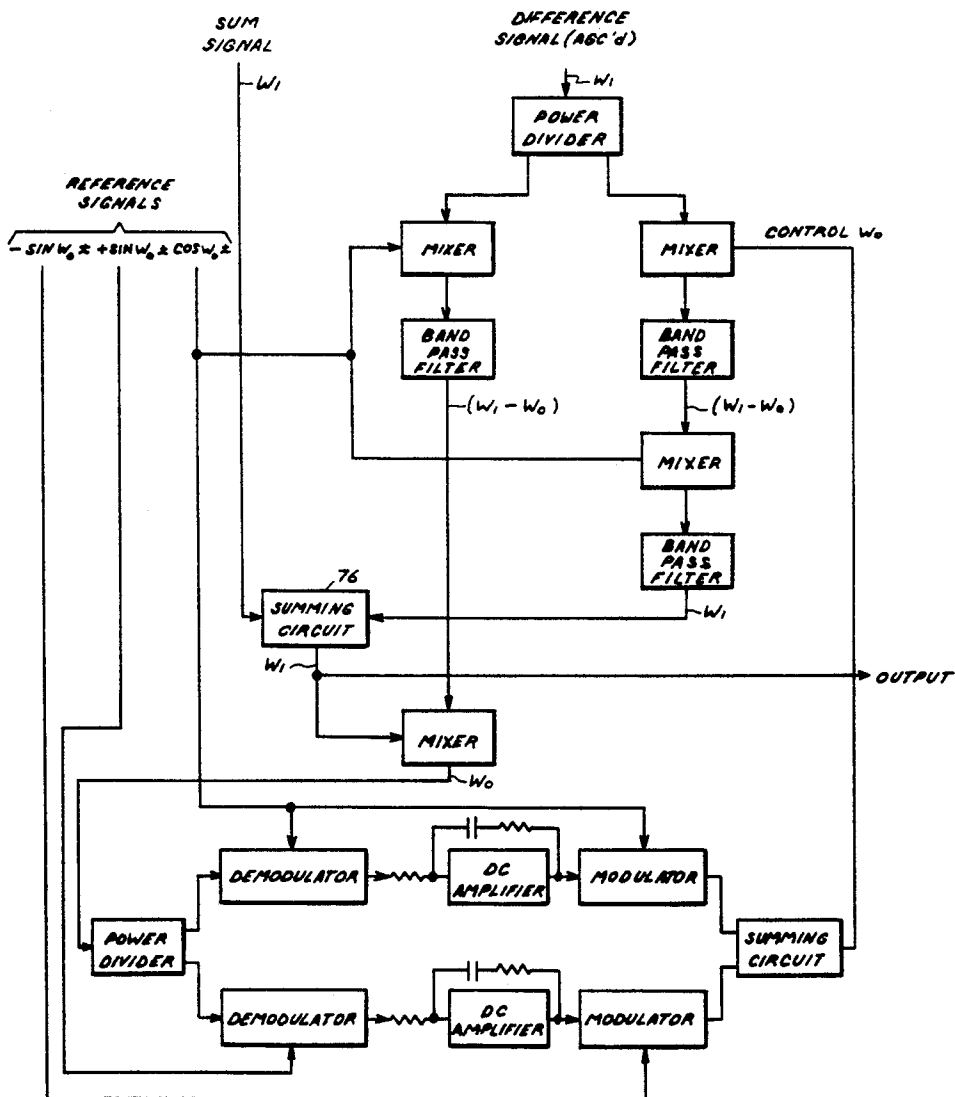 SUM
SIGNAL
W1
DIFFERENCE
SIGNAL (AGC'd)
W1
POWER
DIVIDER
REFERENCE
SIGNALS
- SIN W0 t + SIN W0 t COS W0 t
MIXER
MIXER
CONTROL W0
BAND
PASS
FILTER
BAND
PASS
FILTER
(W1 - W0)
(W1 - W0)
MIXER
BAND
PASS
FILTER
76
SUMMING
CIRCUIT
W1
W1
OUTPUT
MIXER
W0
DEMODULATOR
DC
AMPLIFIER
MODULATOR
POWER
DIVIDER
SUMMING
CIRCUIT
DEMODULATOR
DC
AMPLIFIER
MODULATOR